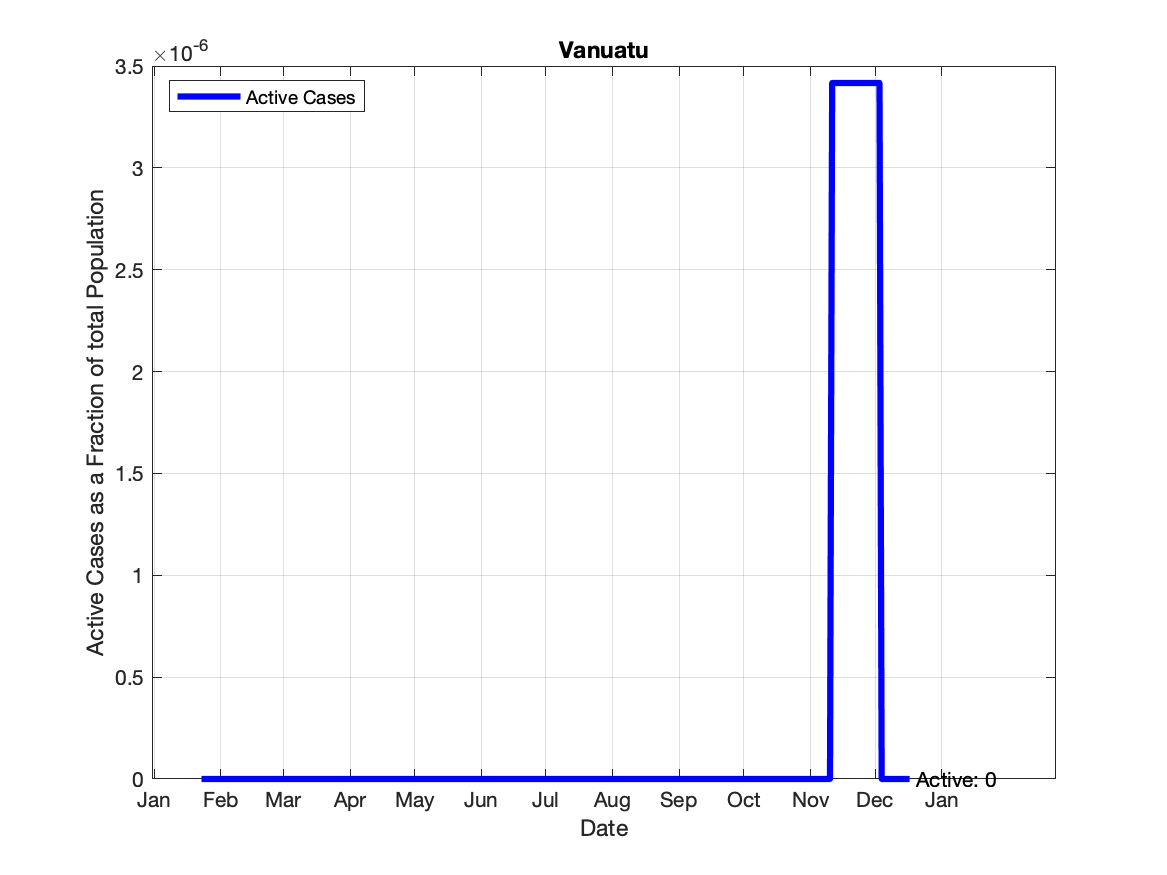 Vanuatu
×10-6
Active Cases
3.5
3
2.5
2
1.5
1
0.5
0
Active Cases as a Fraction of total Population
Jan Feb Mar Apr May Jun Jul Aug Sep Oct Nov Dec Jan
Active: 0
Date